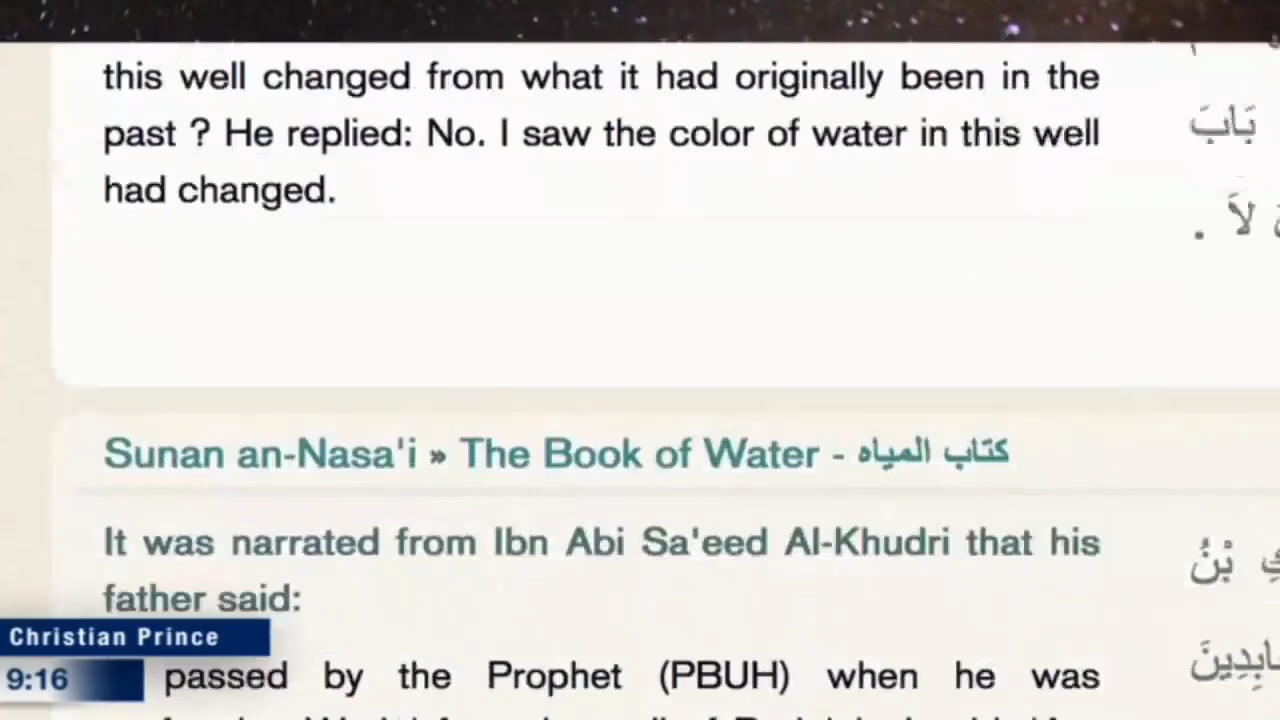 this well changed from what it had originally been in the
past ? He replied: No. I saw the color of water in this well
had changed.
بَابَ
لاَ .
Sunan an-Nasa'i » The Book of Water - كتاب المياه
It was narrated from Ibn Abi Sa'eed Al-Khudri that his
father said:
بْنُ
Christian Prince
9:16
passed by the Prophet (PBUH) when he was